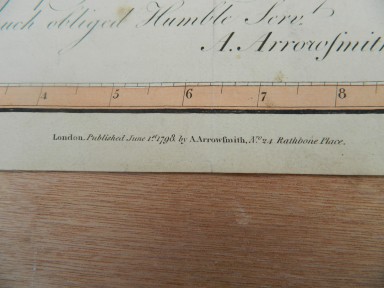 uch obliged Humble Serv.
A. Arrowſmith
4 5 6 7 8
London. Published June 1st 1798. by A. Arrowſmith, No. 24 Rathbone Place.